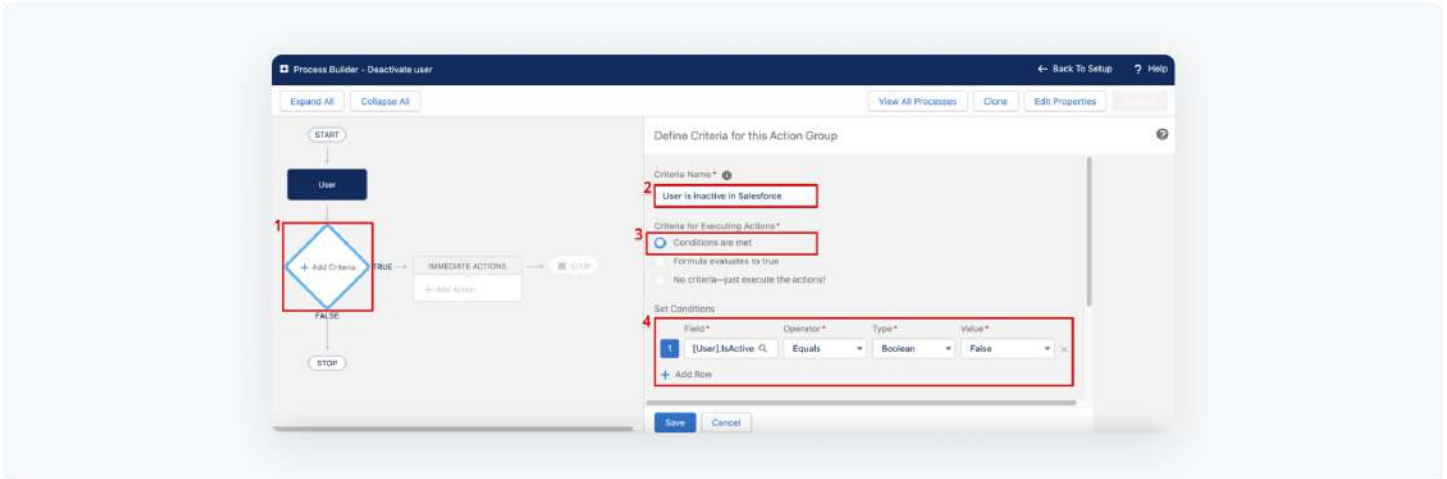 Process Builder - Deactivate user
← Back To Setup ? Help
Expand All Collapse All
View All Processes Clone Edit Properties
START
User
1
+ Add Criteria
TRUE
IMMEDIATE ACTIONS
+ Add Action
STOP
FALSE
STOP
Define Criteria for this Action Group
Criteria Name*
2
User is inactive in Salesforce
Criteria for Executing Actions*
3
Conditions are met
Formula evaluates to true
No criteria—just execute the actions!
Set Conditions
4
Field* Operator* Type* Value*
1 [User].IsActive Equals Boolean False
+ Add Row
Save Cancel